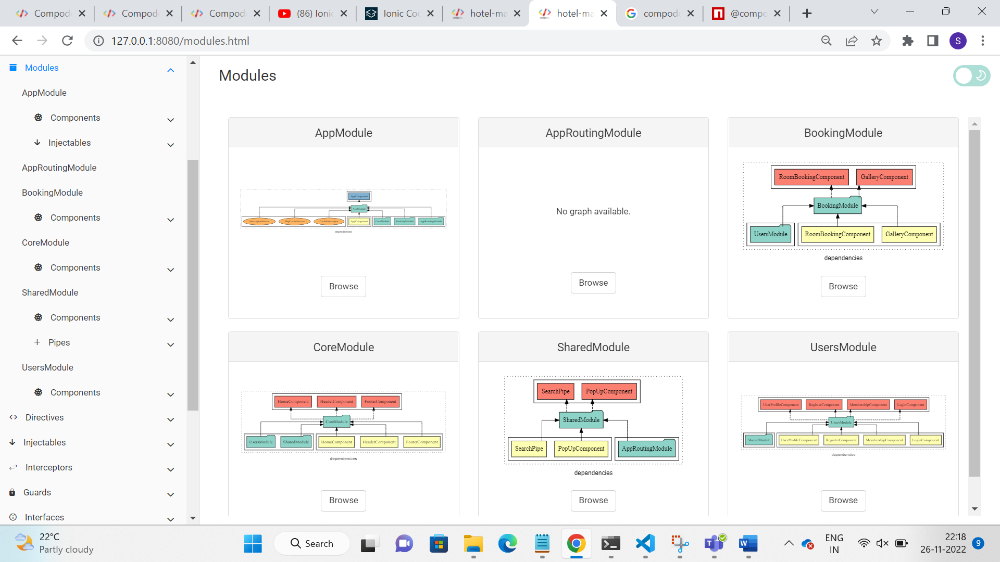 Compod
Compod
Compod
(86) Ionic
Ionic Coc
hotel-ma
hotel-ma
compod
@compo
127.0.0.1:8080/modules.html
S
Modules
AppModule
Components
Injectables
AppRoutingModule
BookingModule
Components
CoreModule
Components
SharedModule
Components
Pipes
UsersModule
Components
Directives
Injectables
Interceptors
Guards
Interfaces
Modules
AppModule
AppComponent
AppModule
InterceptorService
HttpCacheService
CacheInterceptor
AppComponent
CoreModule
BookingModule
AppRoutingModule
dependencies
Browse
AppRoutingModule
No graph available.
Browse
BookingModule
RoomBookingComponent
GalleryComponent
BookingModule
UsersModule
RoomBookingComponent
GalleryComponent
dependencies
Browse
CoreModule
HomeComponent
HeaderComponent
FooterComponent
CoreModule
UsersModule
SharedModule
HomeComponent
HeaderComponent
FooterComponent
dependencies
Browse
SharedModule
SearchPipe
PopUpComponent
SharedModule
SearchPipe
PopUpComponent
AppRoutingModule
dependencies
Browse
UsersModule
UserProfileComponent
RegisterComponent
MembershipComponent
LoginComponent
UsersModule
SharedModule
UserProfileComponent
RegisterComponent
MembershipComponent
LoginComponent
dependencies
Browse
22°C
Partly cloudy
Search
ENG
IN
22:18
26-11-2022
9